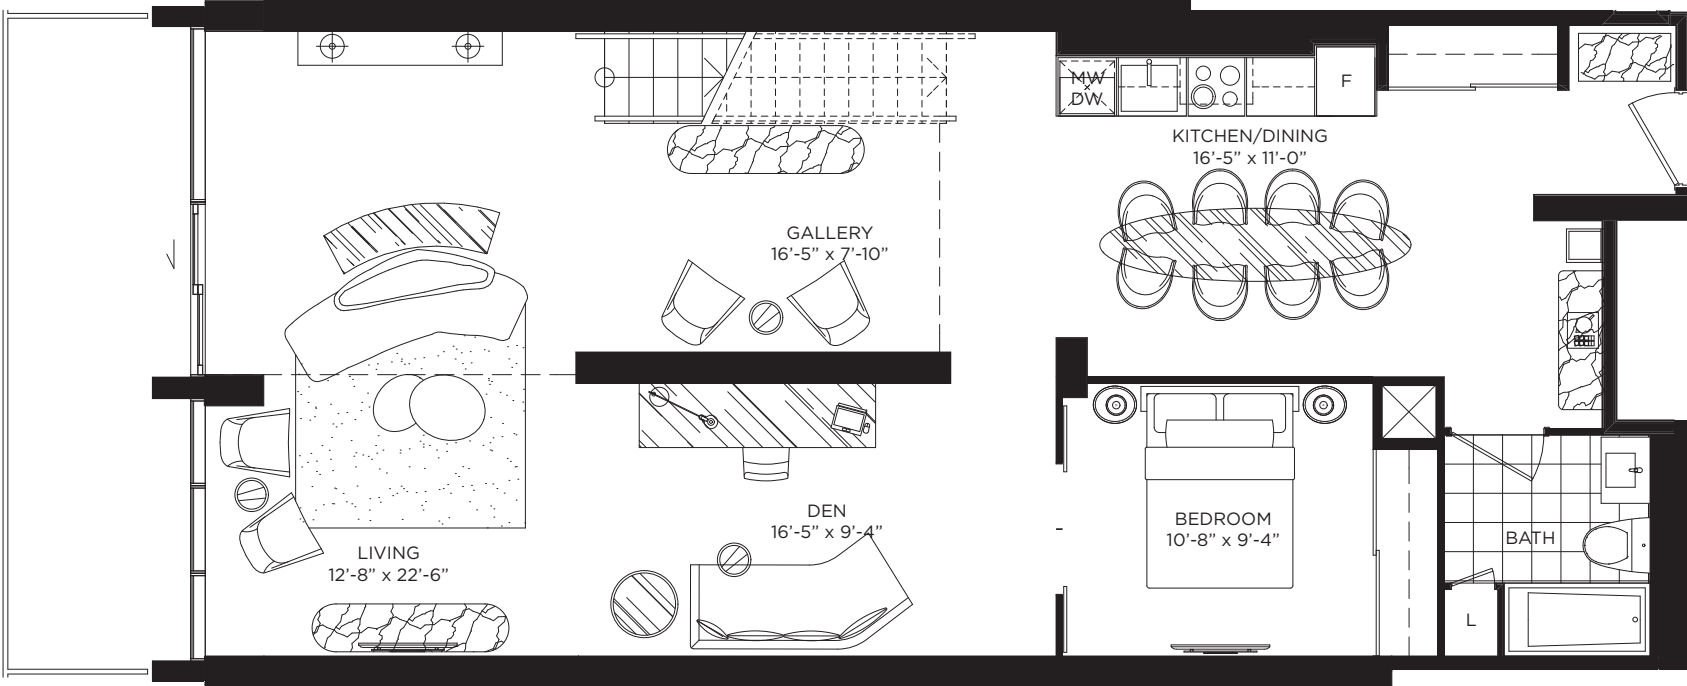 MW
DW
F
KITCHEN/DINING
16’-5” x 11’-0”
GALLERY
16’-5” x 7’-10”
DEN
16’-5” x 9’-4”
BEDROOM
10’-8” x 9’-4”
BATH
LIVING
12’-8” x 22’-6”
L